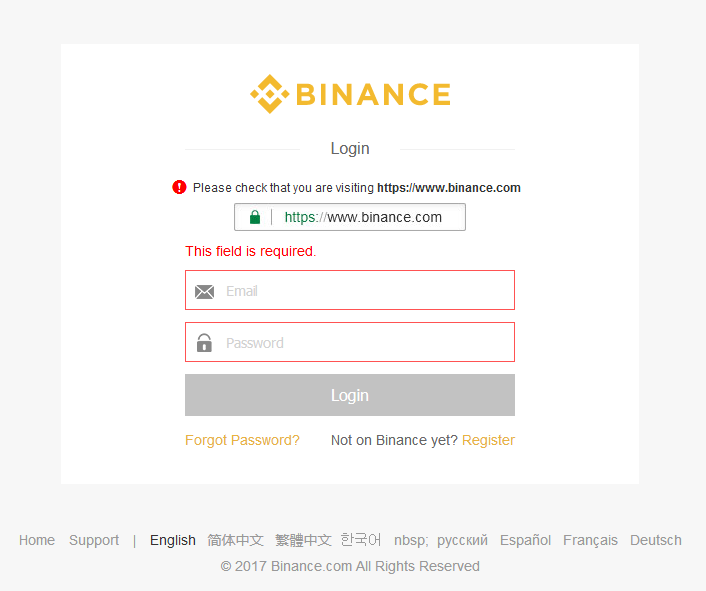 BINANCE
Login
Please check that you are visiting https://www.binance.com
https://www.binance.com
This field is required.
Email
Password
Login
Forgot Password? Not on Binance yet? Register
Home Support | English 简体中文 繁體中文 한국어 nbsp; русский Español Français Deutsch
© 2017 Binance.com All Rights Reserved